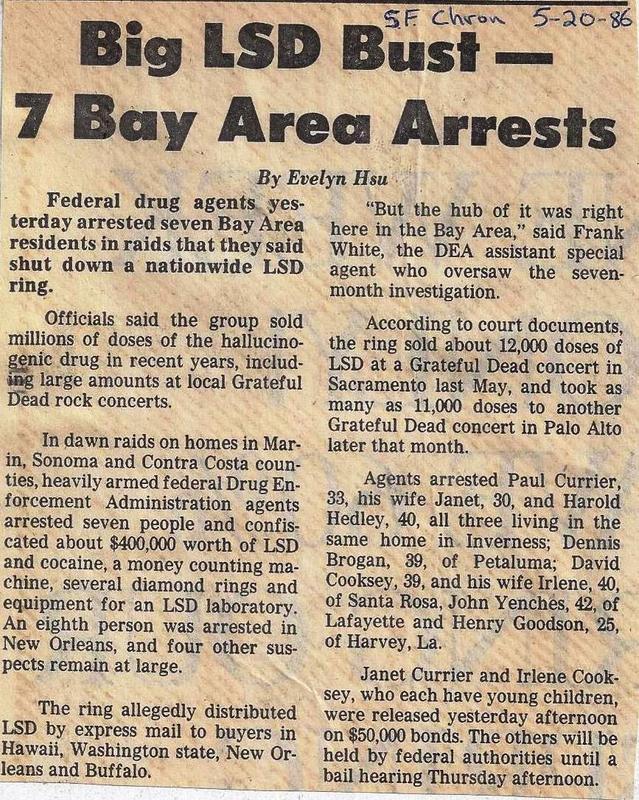 SF Chron 5-20-86
Big LSD Bust —
7 Bay Area Arrests
By Evelyn Hsu
Federal drug agents yes-
terday arrested seven Bay Area
residents in raids that they said
shut down a nationwide LSD
ring.
Officials said the group sold
millions of doses of the hallucino-
genic drug in recent years, includ-
ing large amounts at local Grateful
Dead rock concerts.
In dawn raids on homes in Mar-
in, Sonoma and Contra Costa coun-
ties, heavily armed federal Drug En-
forcement Administration agents
arrested seven people and confis-
cated about $400,000 worth of LSD
and cocaine, a money counting ma-
chine, several diamond rings and
equipment for an LSD laboratory.
An eighth person was arrested in
New Orleans, and four other sus-
pects remain at large.
The ring allegedly distributed
LSD by express mail to buyers in
Hawaii, Washington state, New Or-
leans and Buffalo.
"But the hub of it was right
here in the Bay Area," said Frank
White, the DEA assistant special
agent who oversaw the seven-
month investigation.
According to court documents,
the ring sold about 12,000 doses of
LSD at a Grateful Dead concert in
Sacramento last May, and took as
many as 11,000 doses to another
Grateful Dead concert in Palo Alto
later that month.
Agents arrested Paul Currier,
33, his wife Janet, 30, and Harold
Hedley, 40, all three living in the
same home in Inverness; Dennis
Brogan, 39, of Petaluma; David
Cooksey, 39, and his wife Irlene, 40,
of Santa Rosa, John Yenches, 42, of
Lafayette and Henry Goodson, 25,
of Harvey, La.
Janet Currier and Irlene Cook-
sey, who each have young children,
were released yesterday afternoon
on $50,000 bonds. The others will be
held by federal authorities until a
bail hearing Thursday afternoon.